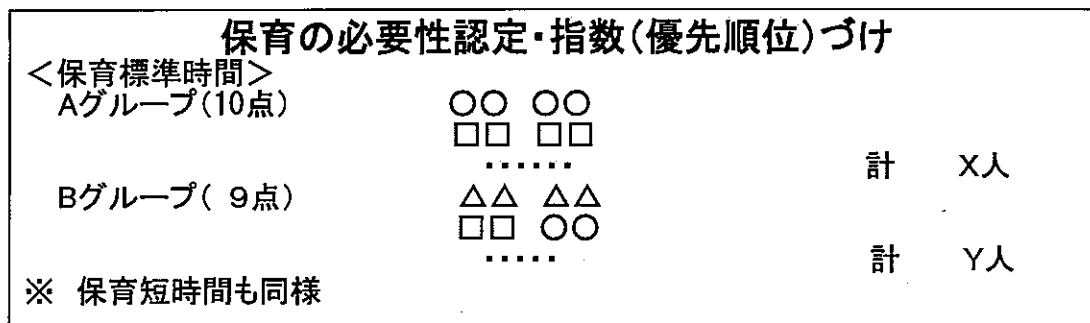 保育の必要性認定・指数(優先順位)づけ
＜保育標準時間＞
Aグループ(10点) ○○ ○○
□□ □□
‥‥‥
計 X人
Bグループ( 9点) △△ △△
□□ ○○
‥‥‥
計 Y人
※ 保育短時間も同様